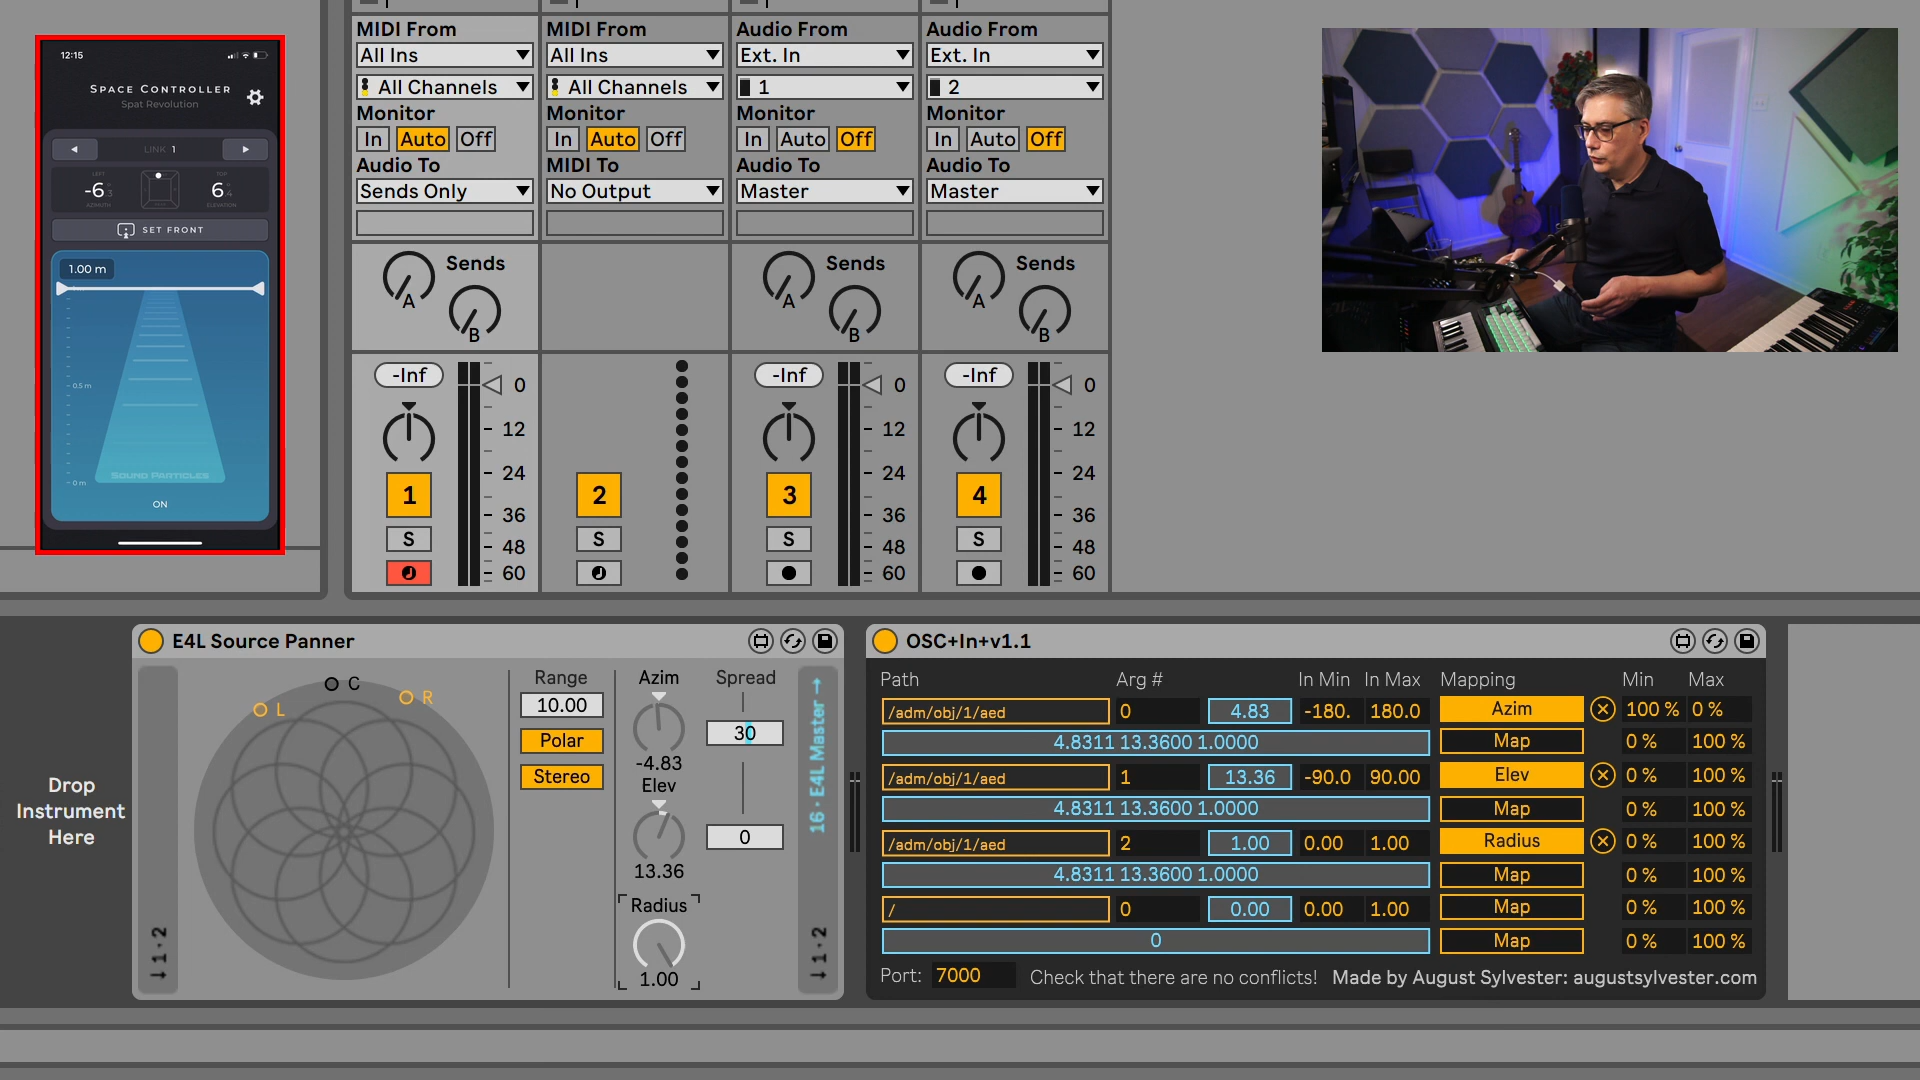 12:15
SPACE CONTROLLER
Spat Revolution
LINK 1
LEFT
TOP
-6
6
AZIMUTH
ELEVATION
SET FRONT
1.00 m
0.5 m
0 m
SOUND PARTICLES
ON
MIDI From
All Ins
All Channels
Monitor
In Auto Off
Audio To
Sends Only
Sends
A
B
-Inf
0
12
24
36
48
60
1
S
MIDI From
All Ins
All Channels
Monitor
In Auto Off
MIDI To
No Output
2
S
Audio From
Ext. In
1
Monitor
In Auto Off
Audio To
Master
Sends
A
B
-Inf
0
12
24
36
48
60
3
S
Audio From
Ext. In
2
Monitor
In Auto Off
Audio To
Master
Sends
A
B
-Inf
0
12
24
36
48
60
4
S
Drop
Instrument
Here
E4L Source Panner
1·2
L
C
R
Range
10.00
Polar
Stereo
Azim
-4.83
Elev
13.36
Radius
1.00
Spread
30
0
16 · E4L Master→
1·2
OSC+In+v1.1
Path Arg # In Min In Max Mapping Min Max
/adm/obj/1/aed 0 4.83 -180. 180.0 Azim 100 % 0 %
4.8311 13.3600 1.0000 Map 0 % 100 %
/adm/obj/1/aed 1 13.36 -90.0 90.00 Elev 0 % 100 %
4.8311 13.3600 1.0000 Map 0 % 100 %
/adm/obj/1/aed 2 1.00 0.00 1.00 Radius 0 % 100 %
4.8311 13.3600 1.0000 Map 0 % 100 %
/ 0 0.00 0.00 1.00 Map 0 % 100 %
0 Map 0 % 100 %
Port: 7000 Check that there are no conflicts! Made by August Sylvester: augustsylvester.com